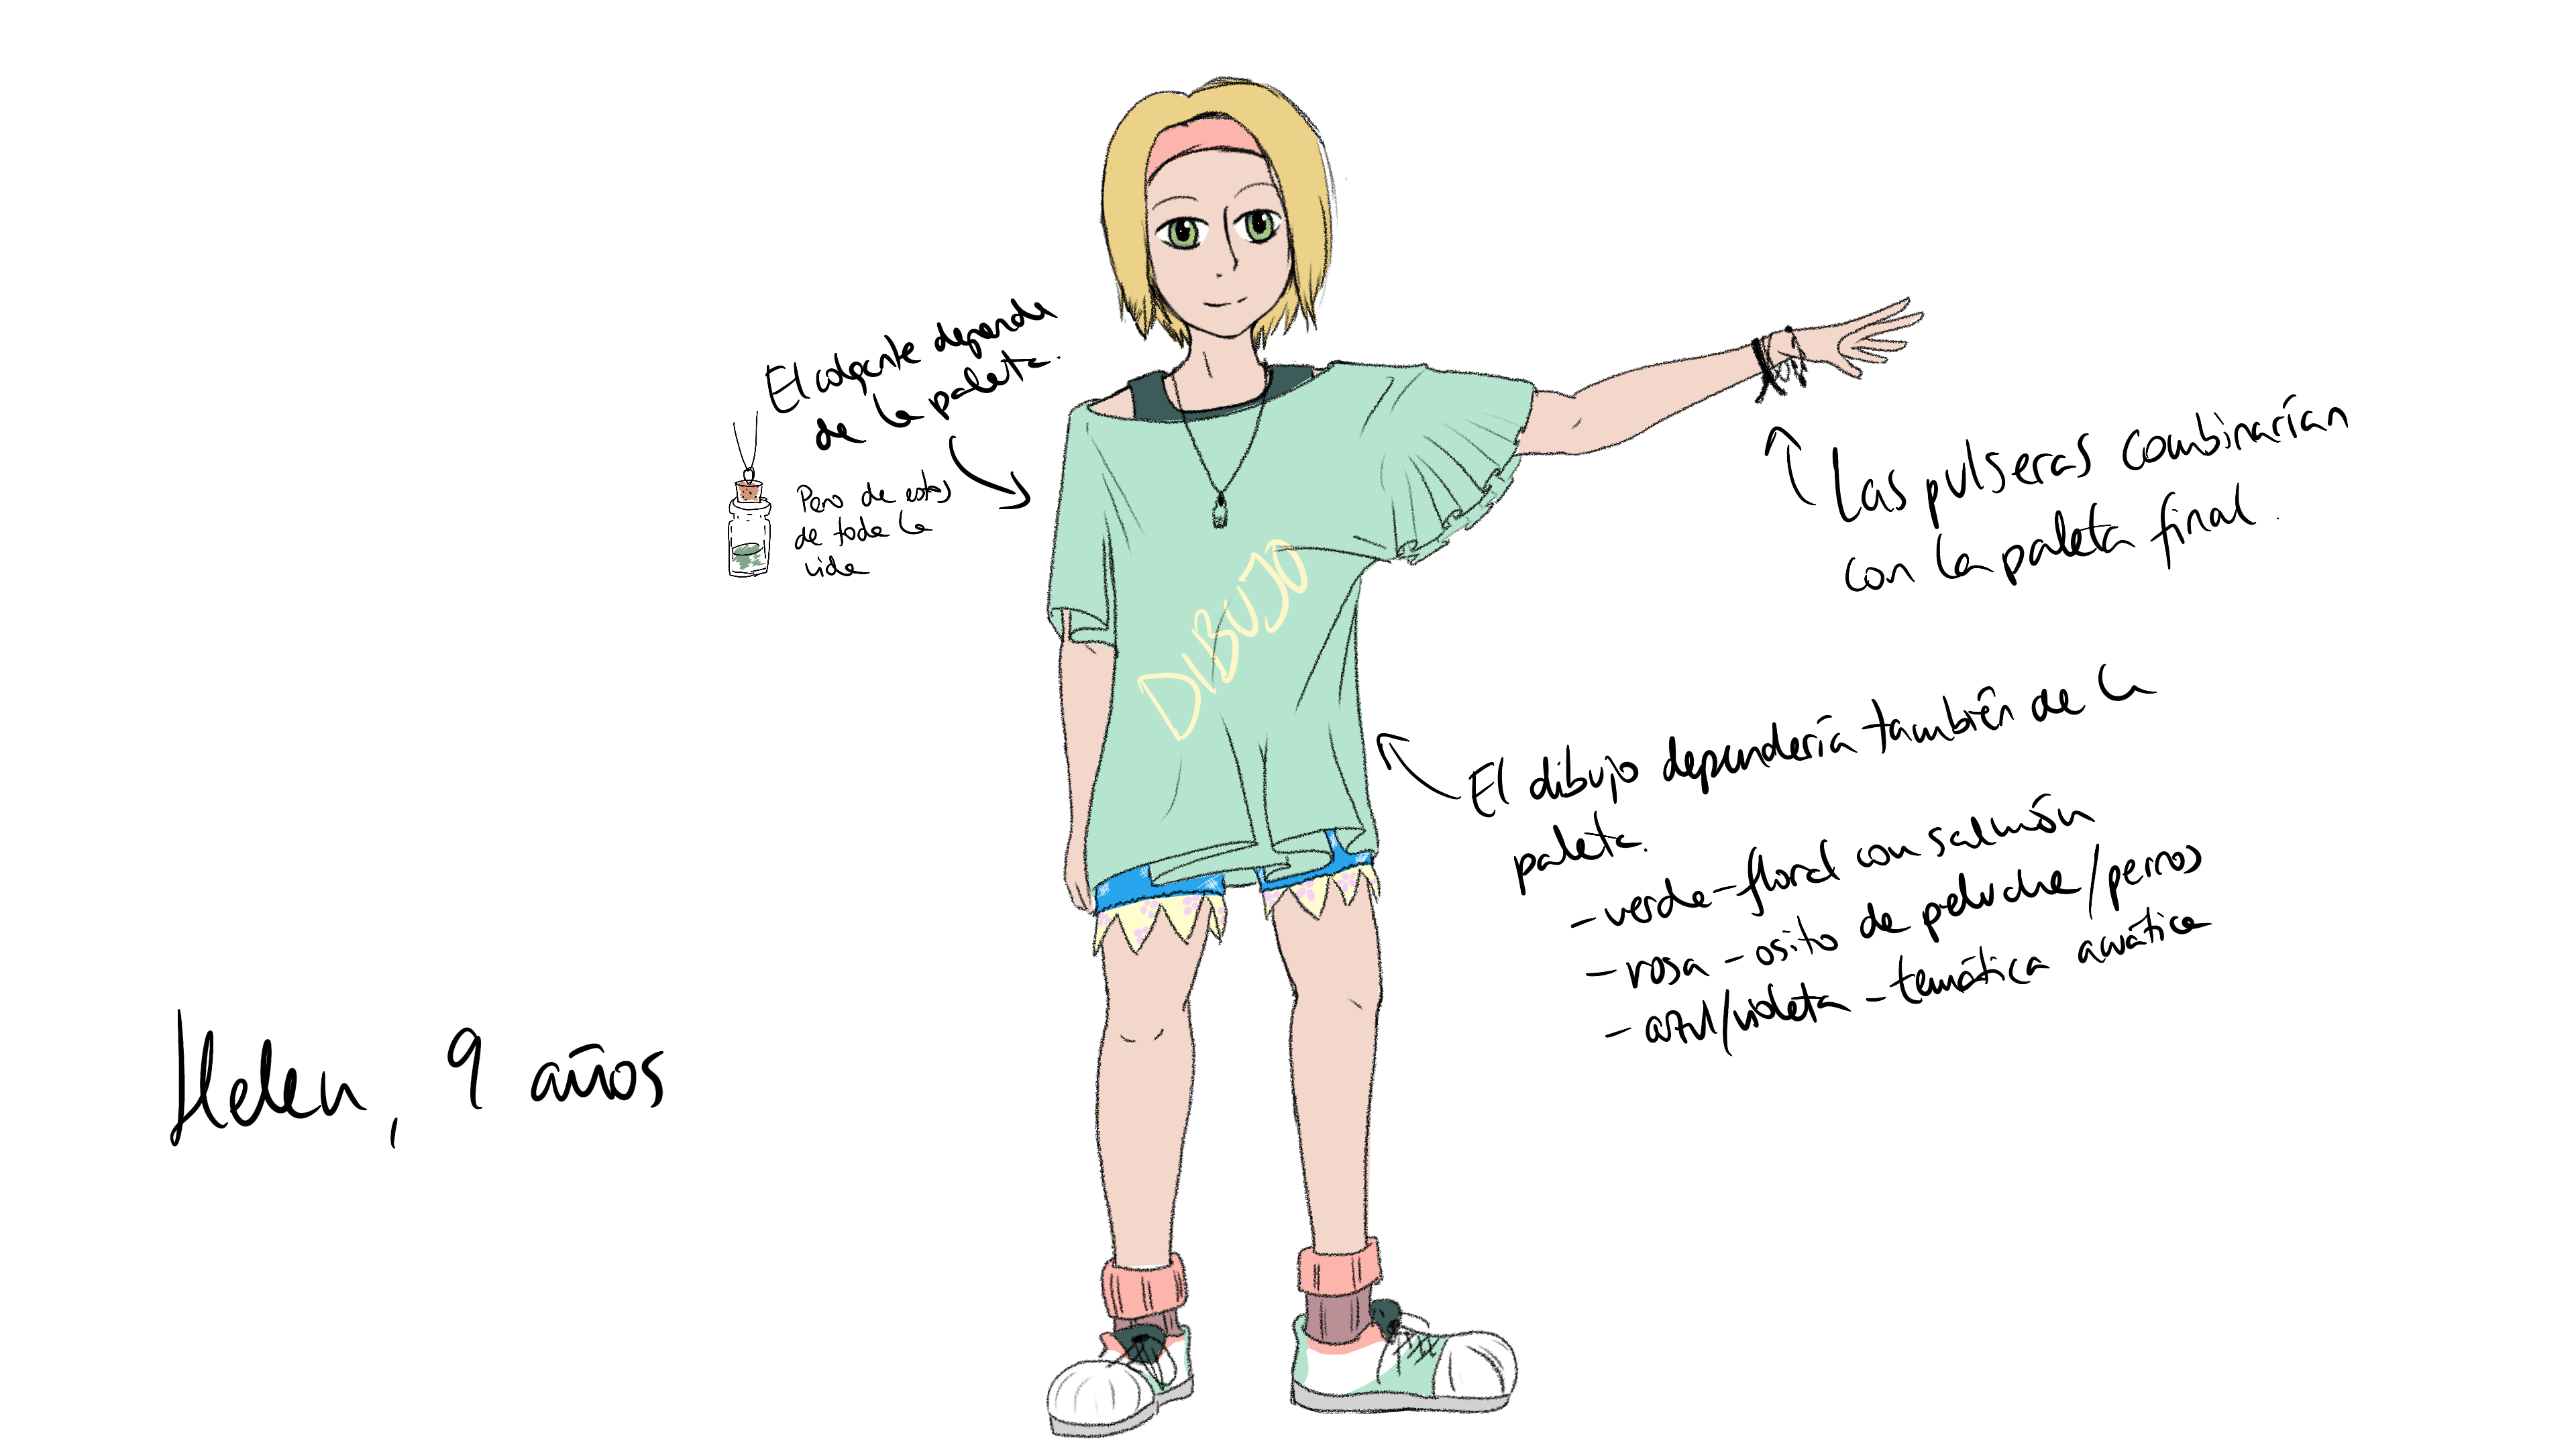 El colgante depende
de la paleta.
Pero de estos
de toda la
vida
DIBUJO
Las pulseras combinarían
con la paleta final.
El dibujo dependería también de la
paleta.
- verde - floral con salmón
- rosa - osito de peluche/perros
- azul/violeta - temática acuática
Helen, 9 años